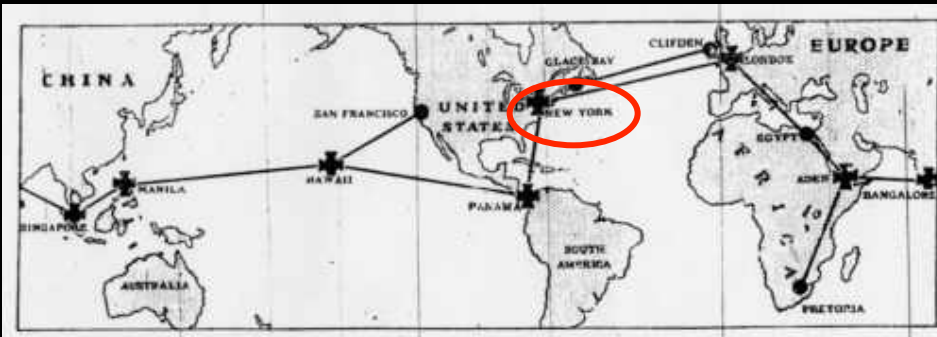 CLIFDEN
EUROPE
LONDON
GLACE BAY
CHINA
SAN FRANCISCO
UNITED
STATES
NEW YORK
EGYPT
AFRICA
MANILA
HAWAII
PANAMA
ADEN
BANGALORE
SINGAPORE
SOUTH
AMERICA
AUSTRALIA
PRETORIA